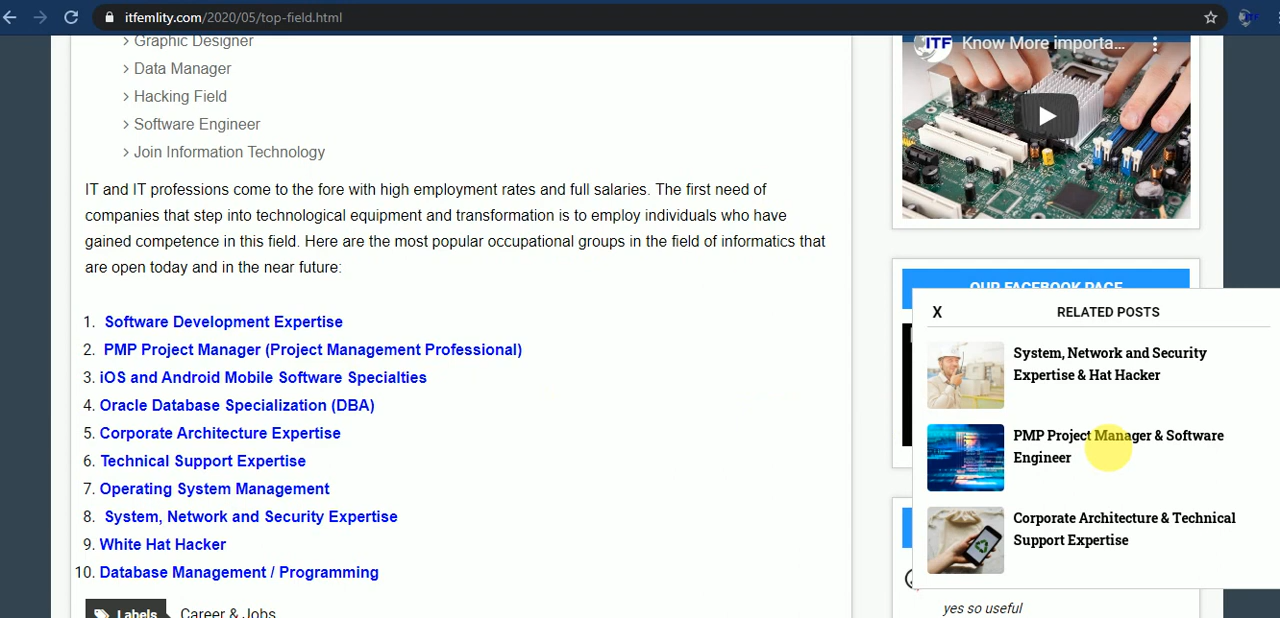 itfemlity.com/2020/05/top-field.html
ITF
> Graphic Designer
> Data Manager
> Hacking Field
> Software Engineer
> Join Information Technology
IT and IT professions come to the fore with high employment rates and full salaries. The first need of
companies that step into technological equipment and transformation is to employ individuals who have
gained competence in this field. Here are the most popular occupational groups in the field of informatics that
are open today and in the near future:
1. Software Development Expertise
2. PMP Project Manager (Project Management Professional)
3. iOS and Android Mobile Software Specialties
4. Oracle Database Specialization (DBA)
5. Corporate Architecture Expertise
6. Technical Support Expertise
7. Operating System Management
8. System, Network and Security Expertise
9. White Hat Hacker
10. Database Management / Programming
Labels Career & Jobs
ITF Know More importa...
OUR FACEBOOK PAGE
X RELATED POSTS
System, Network and Security
Expertise & Hat Hacker
PMP Project Manager & Software
Engineer
Corporate Architecture & Technical
Support Expertise
yes so useful